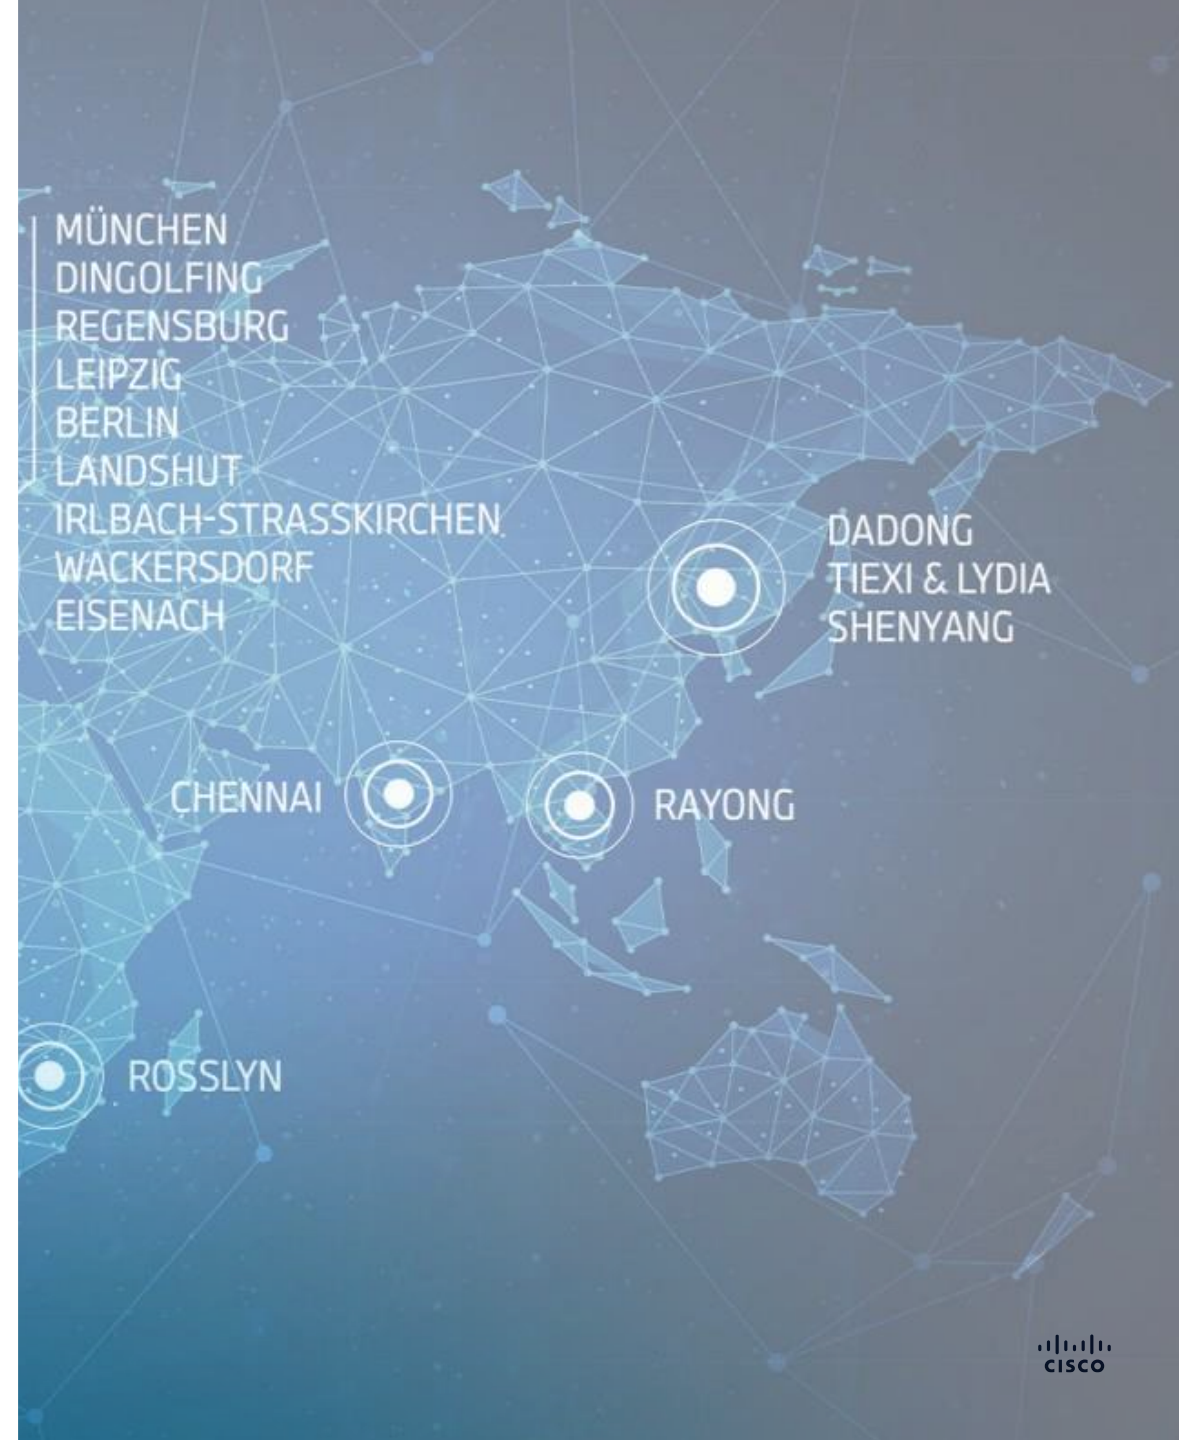 MÜNCHEN
DINGOLFING
REGENSBURG
LEIPZIG
BERLIN
LANDSHUT
IRLBACH-STRASSKIRCHEN
WACKERSDORF
EISENACH
DADONG
TIEXI & LYDIA
SHENYANG
CHENNAI
RAYONG
ROSSLYN
CISCO